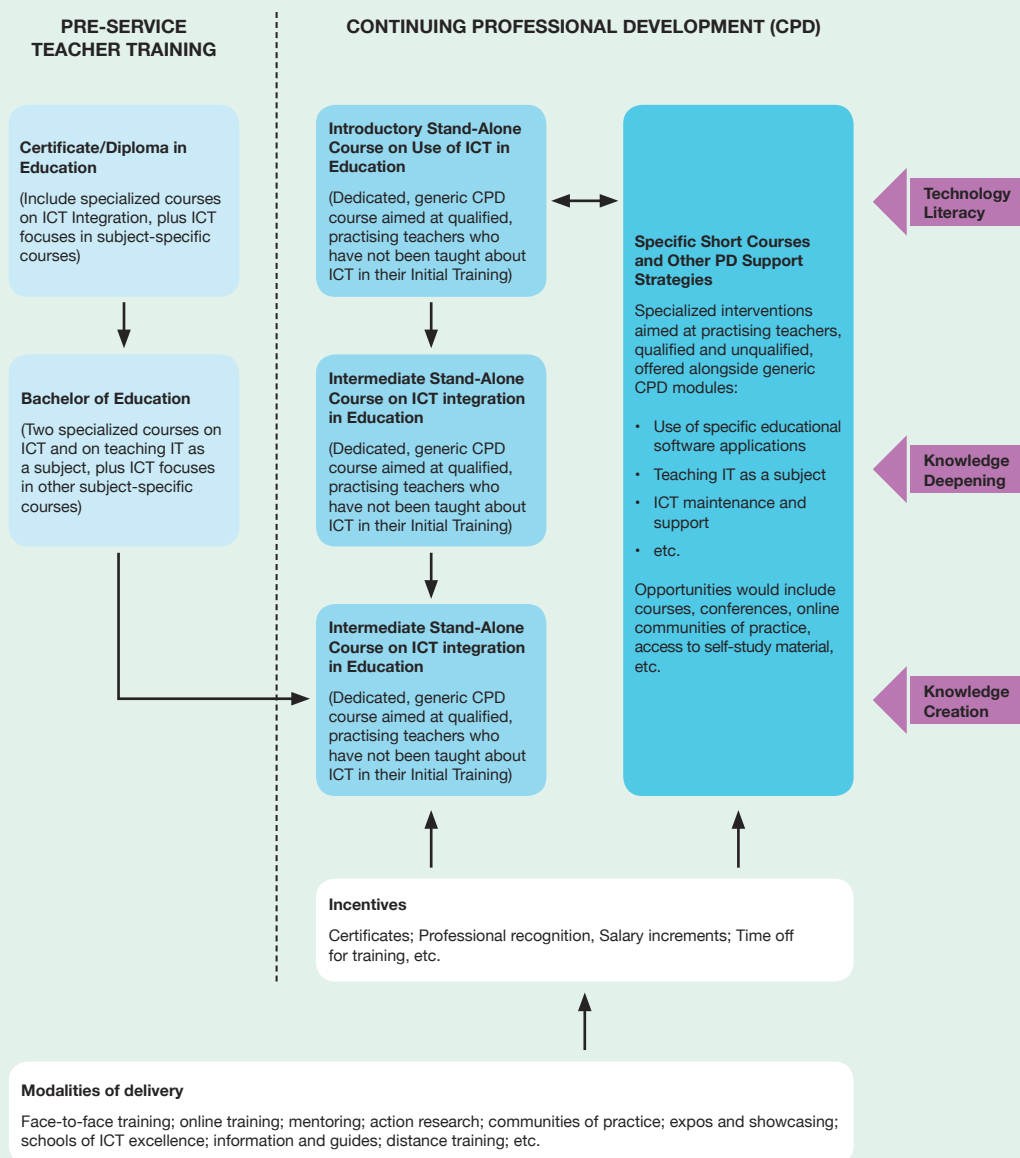 PRE-SERVICE
TEACHER TRAINING
CONTINUING PROFESSIONAL DEVELOPMENT (CPD)
Certificate/Diploma in
Education
(Include specialized courses
on ICT Integration, plus ICT
focuses in subject-specific
courses)
Bachelor of Education
(Two specialized courses on
ICT and on teaching IT as
a subject, plus ICT focuses
in other subject-specific
courses)
Introductory Stand-Alone
Course on Use of ICT in
Education
(Dedicated, generic CPD
course aimed at qualified,
practising teachers who
have not been taught about
ICT in their Initial Training)
Intermediate Stand-Alone
Course on ICT integration
in Education
(Dedicated, generic CPD
course aimed at qualified,
practising teachers who
have not been taught about
ICT in their Initial Training)
Intermediate Stand-Alone
Course on ICT integration
in Education
(Dedicated, generic CPD
course aimed at qualified,
practising teachers who
have not been taught about
ICT in their Initial Training)
Specific Short Courses
and Other PD Support
Strategies
Specialized interventions
aimed at practising teachers,
qualified and unqualified,
offered alongside generic
CPD modules:
• Use of specific educational
software applications
• Teaching IT as a subject
• ICT maintenance and
support
• etc.
Opportunities would include
courses, conferences, online
communities of practice,
access to self-study material,
etc.
Technology
Literacy
Knowledge
Deepening
Knowledge
Creation
Incentives
Certificates; Professional recognition, Salary increments; Time off
for training, etc.
Modalities of delivery
Face-to-face training; online training; mentoring; action research; communities of practice; expos and showcasing;
schools of ICT excellence; information and guides; distance training; etc.